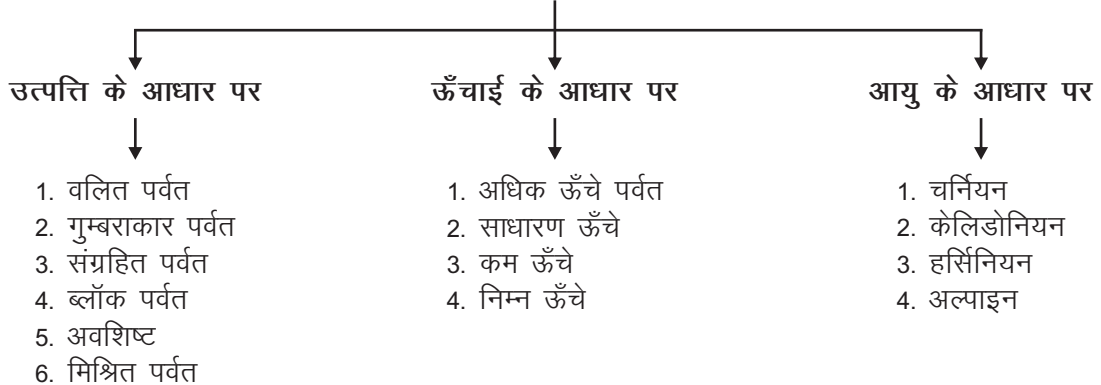 उत्पत्ति के आधार पर
1. वलित पर्वत
2. गुम्बराकार पर्वत
3. संग्रहित पर्वत
4. ब्लॉक पर्वत
5. अवशिष्ट
6. मिश्रित पर्वत
ऊँचाई के आधार पर
1. अधिक ऊँचे पर्वत
2. साधारण ऊँचे
3. कम ऊँचे
4. निम्न ऊँचे
आयु के आधार पर
1. चर्नियन
2. केलिडोनियन
3. हर्सिनियन
4. अल्पाइन